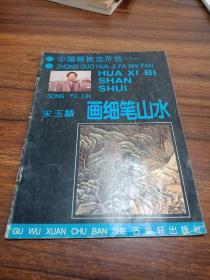 中国画技法示范——
ZHONG GUO HUA JI FA SHI FAN
HUA XI BI
SHAN
SHUI
SONG YU LIN
宋玉麟 画细笔山水
GU WU XUAN CHU BAN SHE 古吴轩出版社